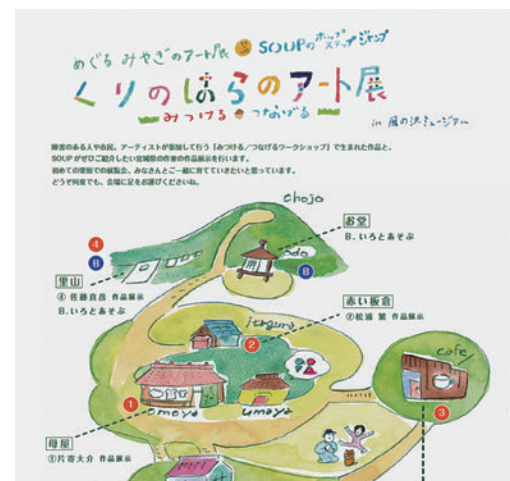 めぐる みやぎのアート展 SOUPのホップステップジャンプ
くりのはらのアート展
みつける つなげる
in 風の沢ミュージアム
障害のある人や市民、アーティストが参加して行う「みつける／つなげるワークショップ」で生まれた作品と、
SOUPがぜひご紹介したい宮城県の作家の作品展示を行います。
初めての栗原での展覧会、みなさんとご一緒に育てていきたいと思っています。
どうぞ何度でも、会場に足をお運びくださいね。
chojo
お堂
B. いろとあそぶ
4
B
odo
B
里山
④ 佐藤良彦 作品展示
B. いろとあそぶ
赤い板倉
②松浦 繁 作品展示
itagura
2
cafe
1
omoya
umaya
3
母屋
①片寄大介 作品展示